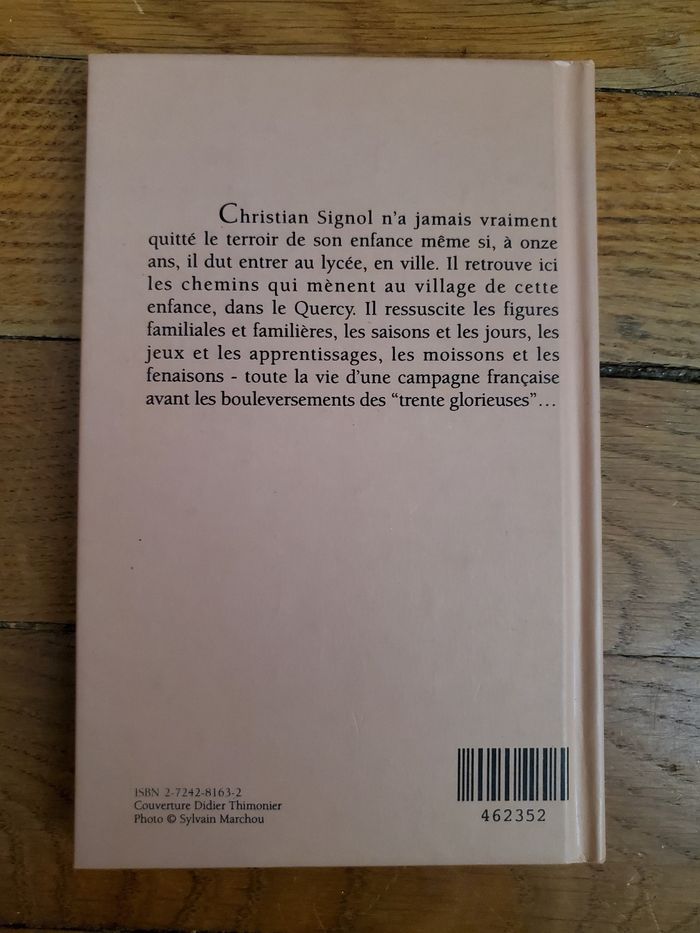 Christian Signol n'a jamais vraiment
quitté le terroir de son enfance même si, à onze
ans, il dut entrer au lycée, en ville. Il retrouve ici
les chemins qui mènent au village de cette
enfance, dans le Quercy. Il ressuscite les figures
familiales et familières, les saisons et les jours, les
jeux et les apprentissages, les moissons et les
fenaisons - toute la vie d'une campagne française
avant les bouleversements des “trente glorieuses”...
ISBN 2-7242-8163-2
Couverture Didier Thimonier
Photo © Sylvain Marchou
462352